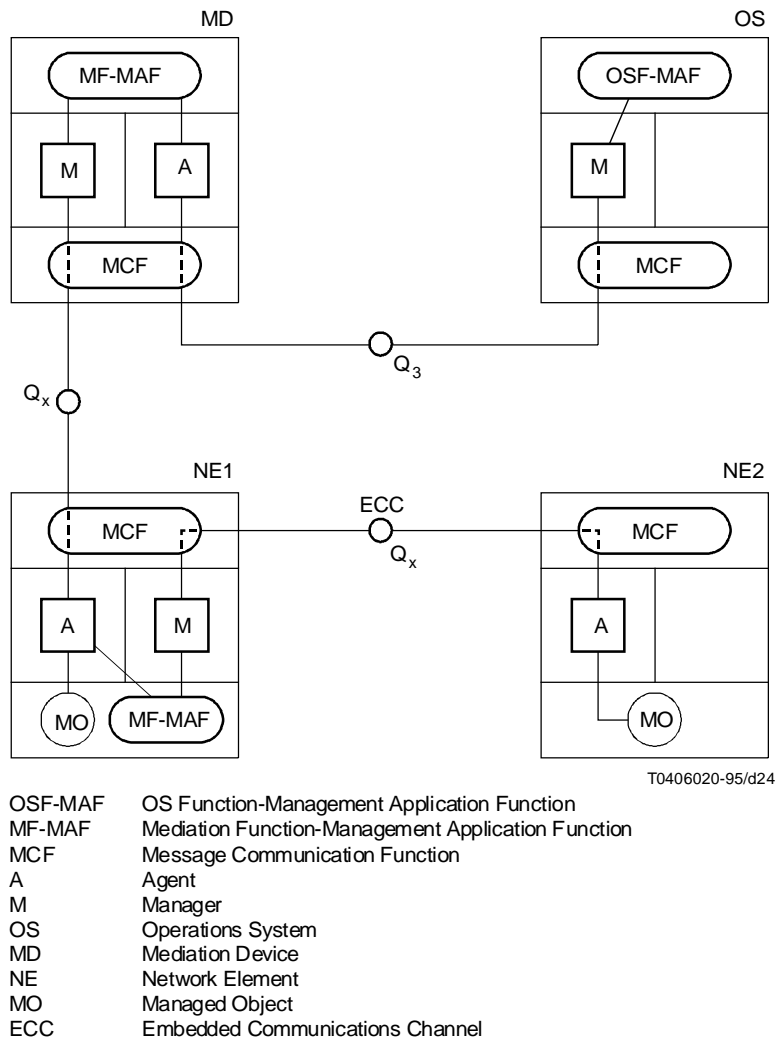 MD
OS
MF-MAF
OSF-MAF
M
A
M
MCF
MCF
Q3
Qx
NE1
NE2
ECC
MCF
MCF
Qx
A
M
A
MO
MF-MAF
MO
T0406020-95/d24
OSF-MAF OS Function-Management Application Function
MF-MAF Mediation Function-Management Application Function
MCF Message Communication Function
A Agent
M Manager
OS Operations System
MD Mediation Device
NE Network Element
MO Managed Object
ECC Embedded Communications Channel